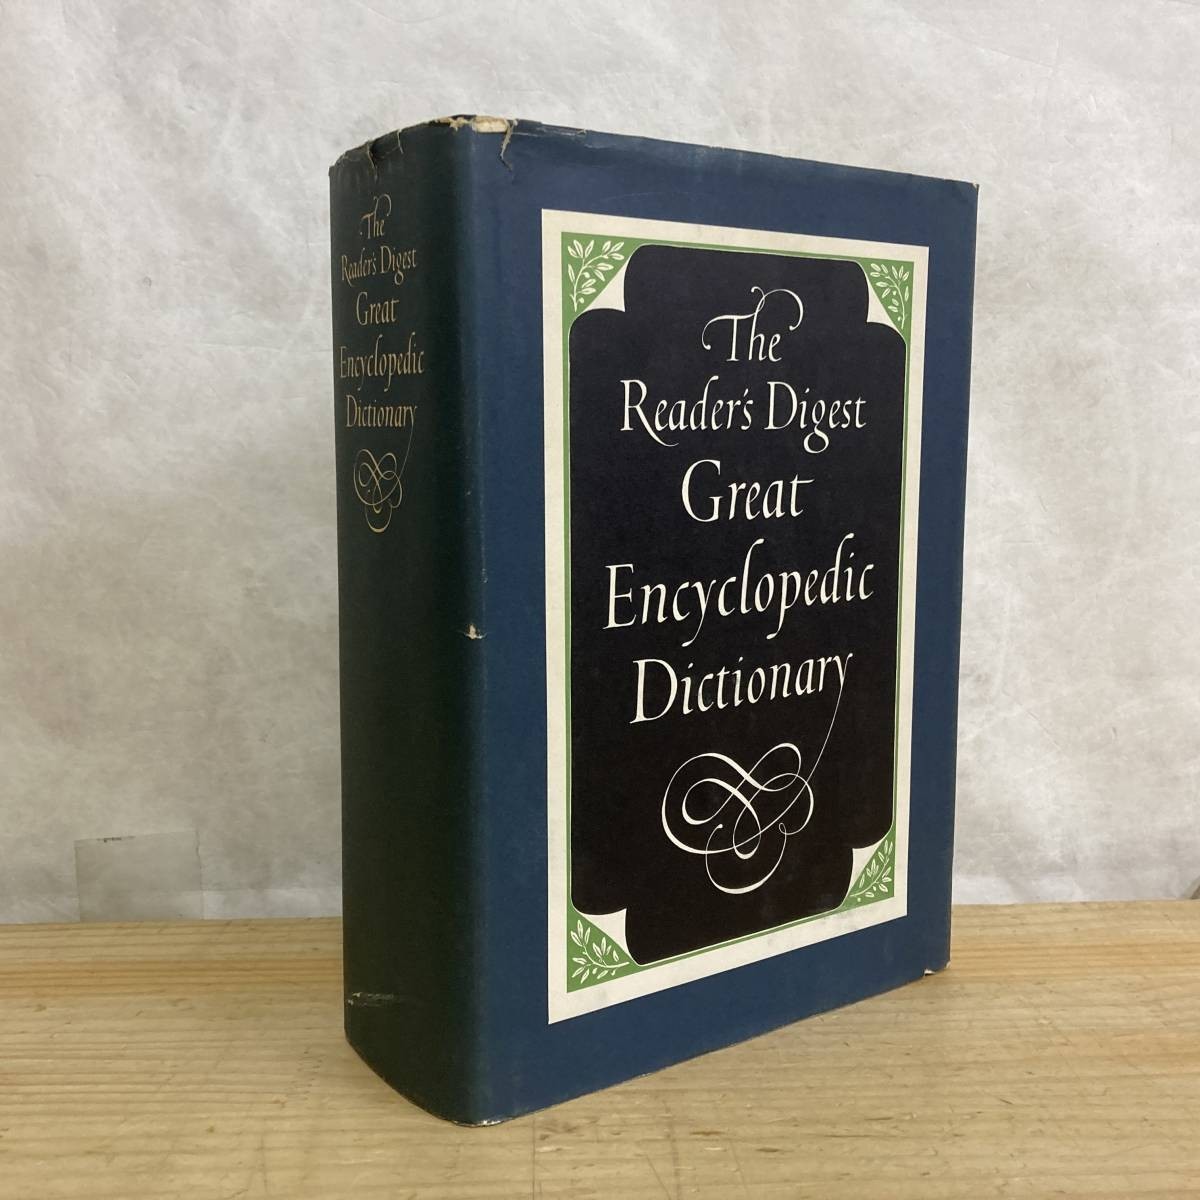 The
Reader's Digest
Great
Encyclopedic
Dictionary
The
Reader's Digest
Great
Encyclopedic
Dictionary